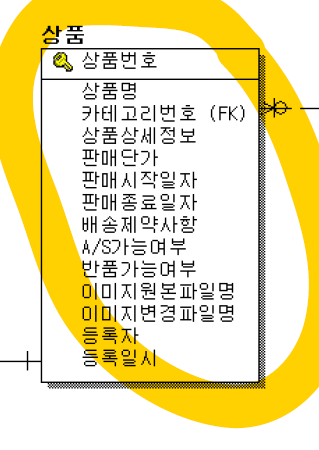 상품
상품번호
상품명
카테고리번호 (FK)
상품상세정보
판매단가
판매시작일자
판매종료일자
배송제약사항
A/S가능여부
반품가능여부
이미지원본파일명
이미지변경파일명
등록자
등록일시